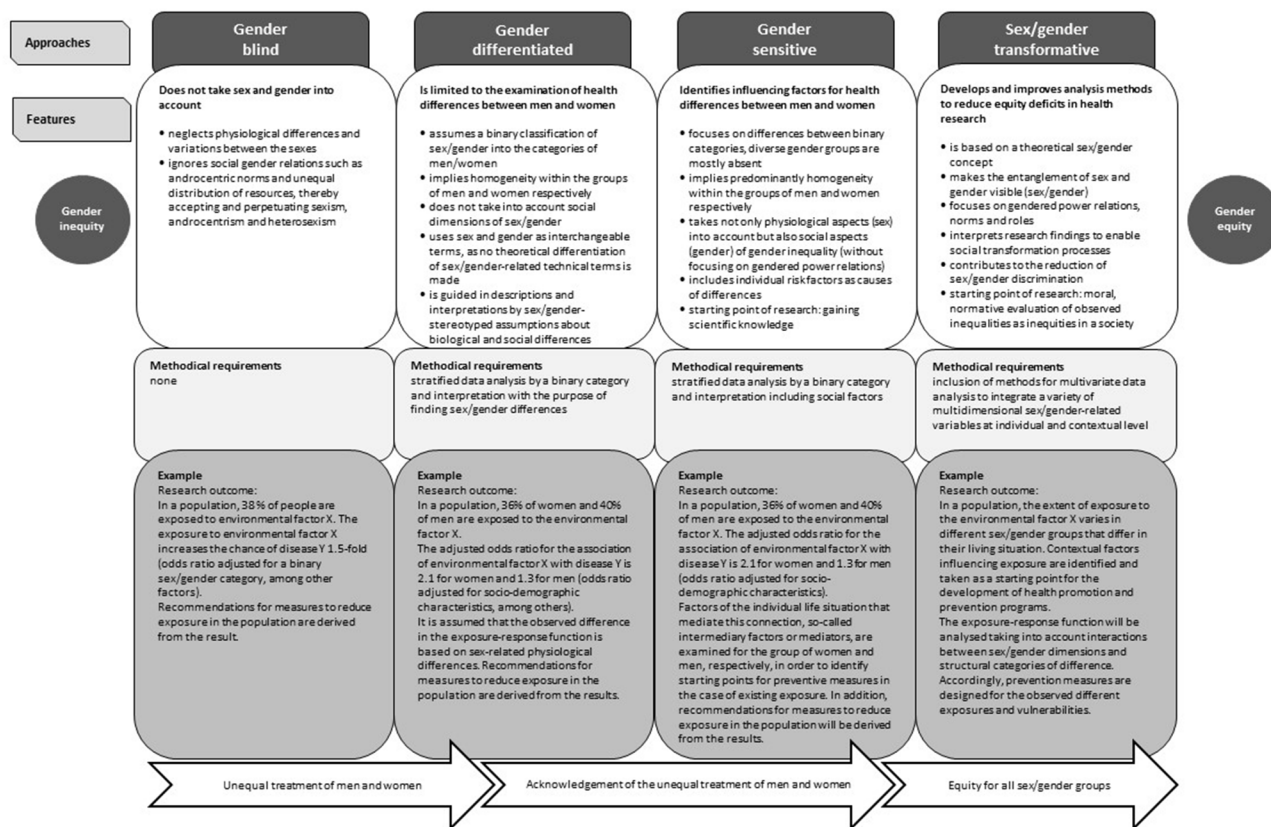 Approaches
Gender
blind
Gender
differentiated
Gender
sensitive
Sex/gender
transformative
Features
Gender
inequity
Does not take sex and gender into
account
• neglects physiological differences and
variations between the sexes
• ignores social gender relations such as
androcentric norms and unequal
distribution of resources, thereby
accepting and perpetuating sexism,
androcentrism and heterosexism
Is limited to the examination of health
differences between men and women
• assumes a binary classification of
sex/gender into the categories of
men/women
• implies homogeneity within the groups
of men and women respectively
• does not take into account social
dimensions of sex/gender
• uses sex and gender as interchangeable
terms, as no theoretical differentiation
of sex/gender-related technical terms is
made
• is guided in descriptions and
interpretations by sex/gender-
stereotyped assumptions about
biological and social differences
Identifies influencing factors for health
differences between men and women
• focuses on differences between binary
categories, diverse gender groups are
mostly absent
• implies predominantly homogeneity
within the groups of men and women
respectively
• takes not only physiological aspects (sex)
into account but also social aspects
(gender) of gender inequality (without
focusing on gendered power relations)
• includes individual risk factors as causes
of differences
• starting point of research: gaining
scientific knowledge
Develops and improves analysis methods
to reduce equity deficits in health
research
• is based on a theoretical sex/gender
concept
• makes the entanglement of sex and
gender visible (sex/gender)
• focuses on gendered power relations,
norms and roles
• interprets research findings to enable
social transformation processes
• contributes to the reduction of
sex/gender discrimination
• starting point of research: moral,
normative evaluation of observed
inequalities as inequities in a society
Gender
equity
Methodical requirements
none
Methodical requirements
stratified data analysis by a binary category
and interpretation with the purpose of
finding sex/gender differences
Methodical requirements
stratified data analysis by a binary category
and interpretation including social factors
Methodical requirements
inclusion of methods for multivariate data
analysis to integrate a variety of
multidimensional sex/gender-related
variables at individual and contextual level
Example
Research outcome:
In a population, 38% of people are
exposed to environmental factor X. The
exposure to environmental factor X
increases the chance of disease Y 1.5-fold
(odds ratio adjusted for a binary
sex/gender category, among other
factors).
Recommendations for measures to reduce
exposure in the population are derived
from the result.
Example
Research outcome:
In a population, 36% of women and 40%
of men are exposed to the environmental
factor X.
The adjusted odds ratio for the association
of environmental factor X with disease Y is
2.1 for women and 1.3 for men (odds ratio
adjusted for socio-demographic
characteristics, among others).
It is assumed that the observed difference
in the exposure-response function is
based on sex-related physiological
differences. Recommendations for
measures to reduce exposure in the
population are derived from the results.
Example
Research outcome:
In a population, 36% of women and 40%
of men are exposed to the environmental
factor X. The adjusted odds ratio for the
association of environmental factor X with
disease Y is 2.1 for women and 1.3 for men
(odds ratio adjusted for socio-
demographic characteristics).
Factors of the individual life situation that
mediate this connection, so-called
intermediary factors or mediators, are
examined for the group of women and
men, respectively, in order to identify
starting points for preventive measures in
the case of existing exposure. In addition,
recommendations for measures to reduce
exposure in the population will be derived
from the results.
Example
Research outcome:
In a population, the extent of exposure to
the environmental factor X varies in
different sex/gender groups that differ in
their living situation. Contextual factors
influencing exposure are identified and
taken as a starting point for the
development of health promotion and
prevention programs.
The exposure-response function will be
analysed taking into account interactions
between sex/gender dimensions and
structural categories of difference.
Accordingly, prevention measures are
designed for the observed different
exposures and vulnerabilities.
Unequal treatment of men and women
Acknowledgement of the unequal treatment of men and women
Equity for all sex/gender groups